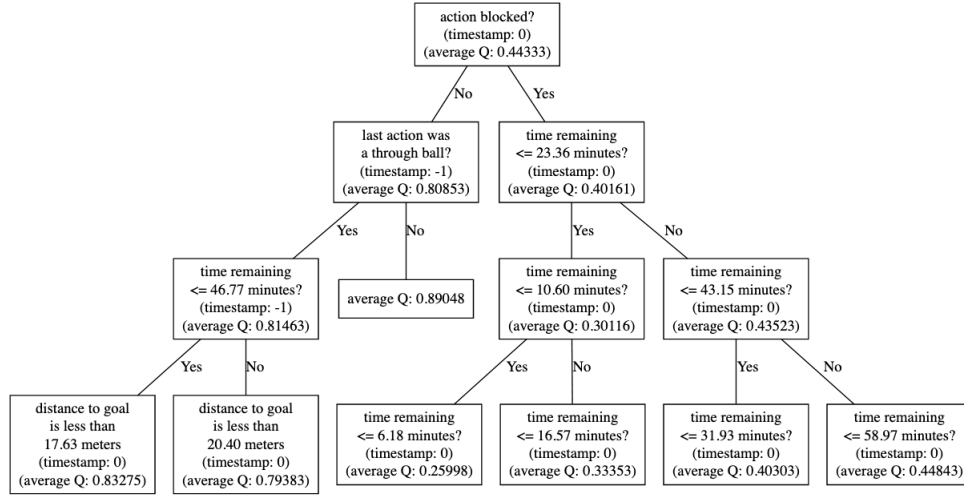 action blocked?
(timestamp: 0)
(average Q: 0.44333)
No
Yes
last action was
a through ball?
(timestamp: -1)
(average Q: 0.80853)
time remaining
<= 23.36 minutes?
(timestamp: 0)
(average Q: 0.40161)
Yes
No
Yes
No
time remaining
<= 46.77 minutes?
(timestamp: -1)
(average Q: 0.81463)
average Q: 0.89048
time remaining
<= 10.60 minutes?
(timestamp: 0)
(average Q: 0.30116)
time remaining
<= 43.15 minutes?
(timestamp: 0)
(average Q: 0.43523)
Yes
No
Yes
No
Yes
No
distance to goal
is less than
17.63 meters
(timestamp: 0)
(average Q: 0.83275)
distance to goal
is less than
20.40 meters
(timestamp: 0)
(average Q: 0.79383)
time remaining
<= 6.18 minutes?
(timestamp: 0)
(average Q: 0.25998)
time remaining
<= 16.57 minutes?
(timestamp: 0)
(average Q: 0.33353)
time remaining
<= 31.93 minutes?
(timestamp: 0)
(average Q: 0.40303)
time remaining
<= 58.97 minutes?
(timestamp: 0)
(average Q: 0.44843)